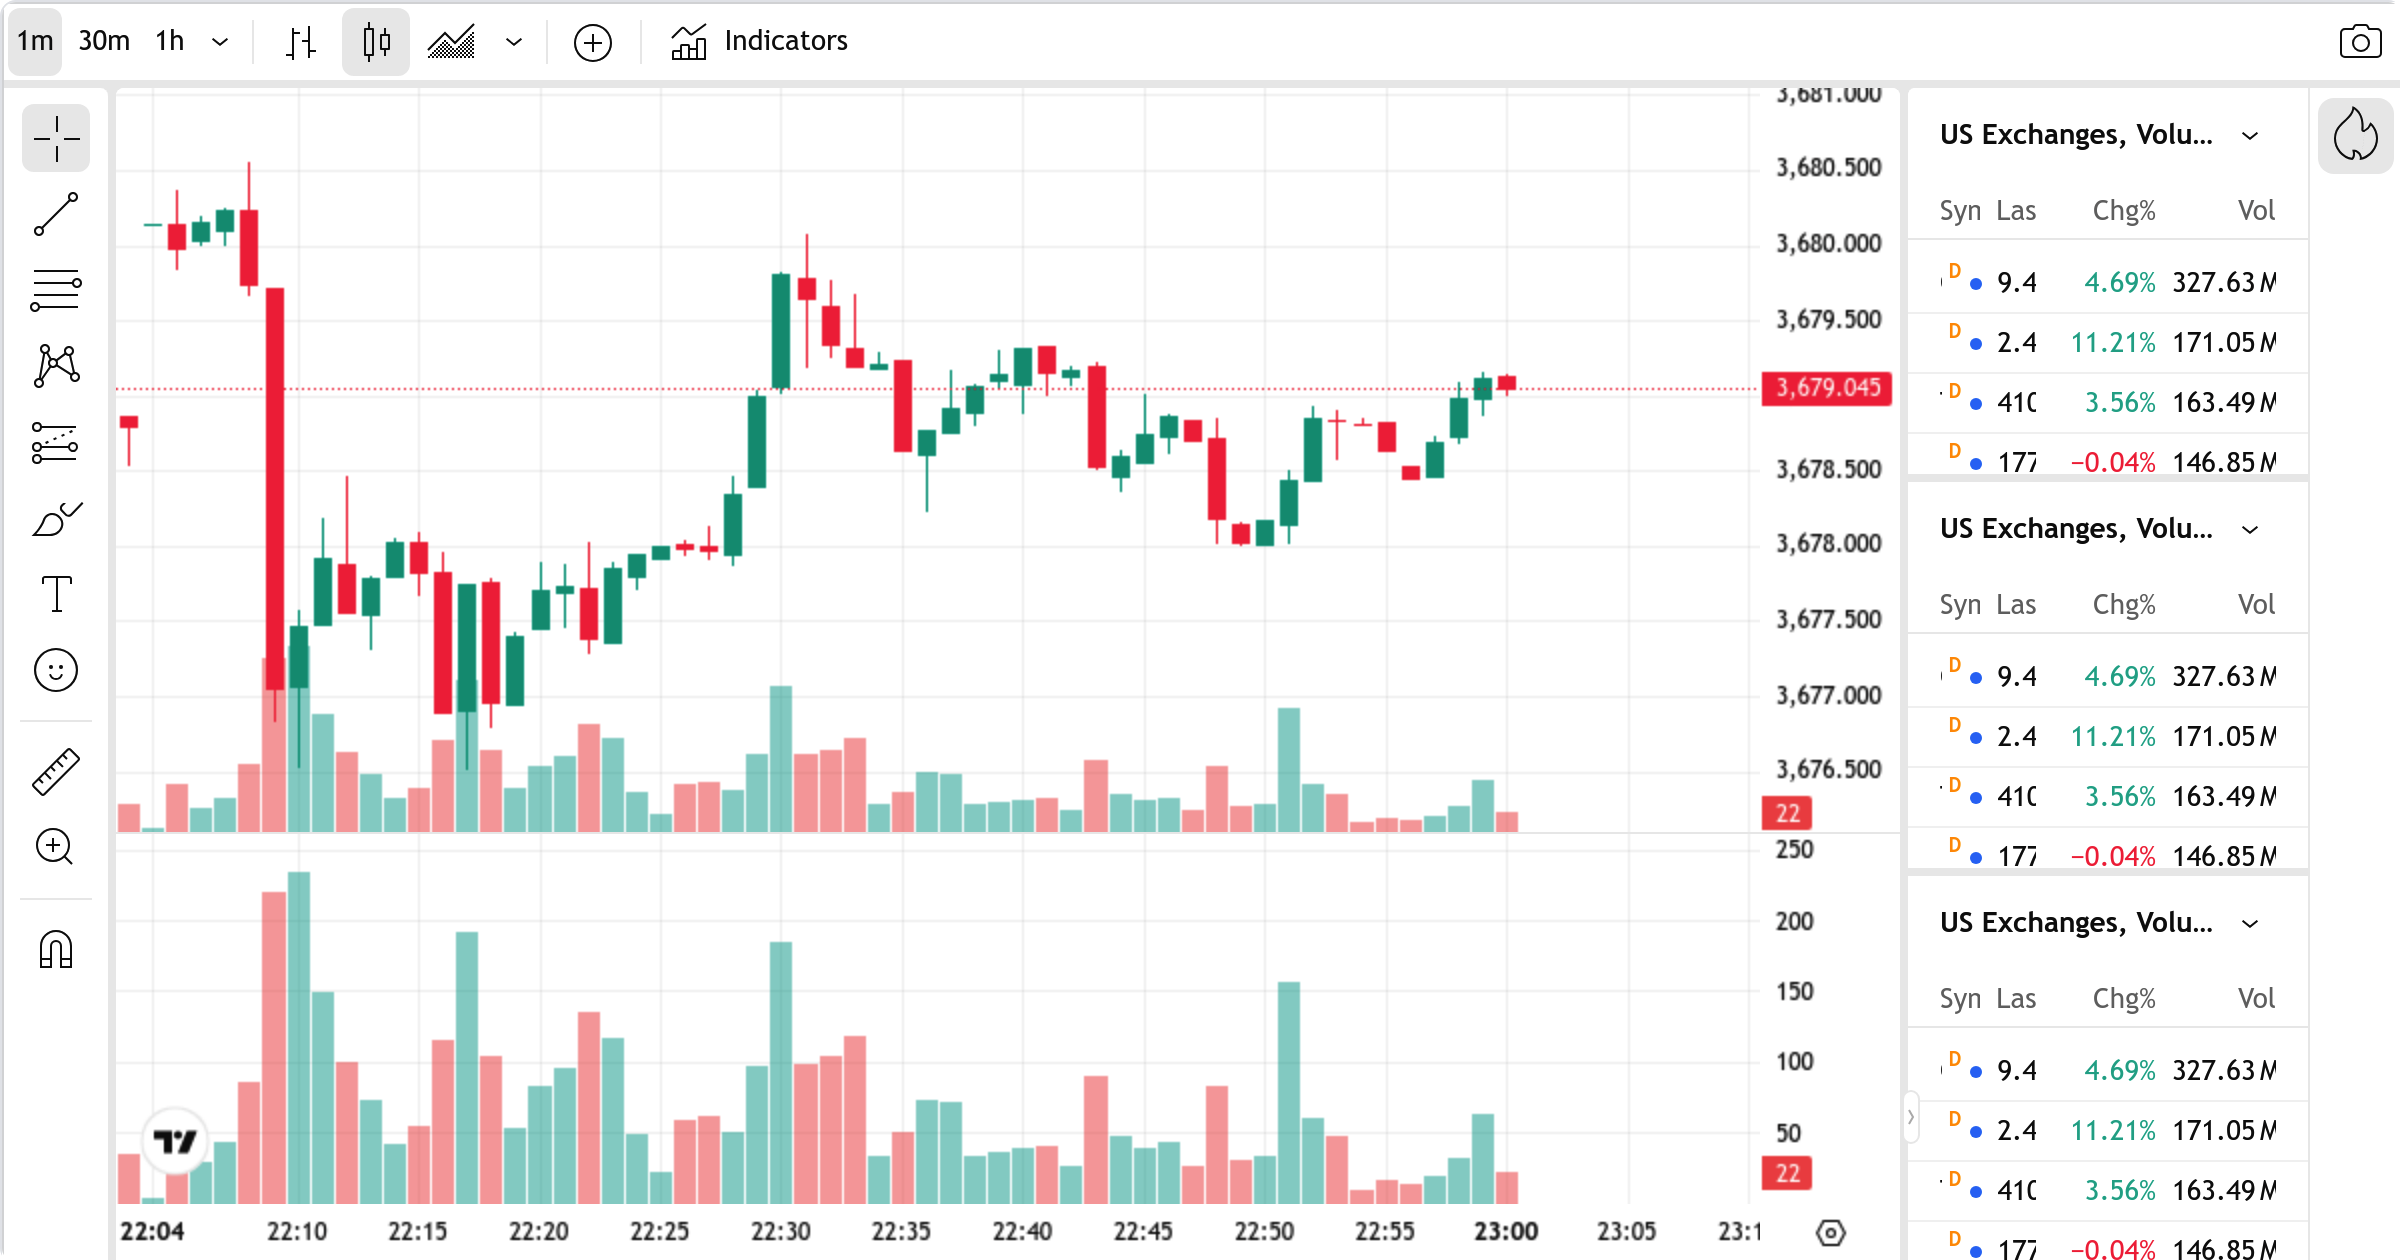 1m 30m 1h Indicators
3,681.000
3,680.500
3,680.000
3,679.500
3,679.045
3,678.500
3,678.000
3,677.500
3,677.000
3,676.500
22
250
200
150
100
50
22
22:04 22:10 22:15 22:20 22:25 22:30 22:35 22:40 22:45 22:50 22:55 23:00 23:05 23:1
US Exchanges, Volu...
Syn Las Chg% Vol
D 9.4 4.69% 327.63 M
D 2.4 11.21% 171.05 M
D 410 3.56% 163.49 M
D 177 −0.04% 146.85 M
US Exchanges, Volu...
Syn Las Chg% Vol
D 9.4 4.69% 327.63 M
D 2.4 11.21% 171.05 M
D 410 3.56% 163.49 M
D 177 −0.04% 146.85 M
US Exchanges, Volu...
Syn Las Chg% Vol
D 9.4 4.69% 327.63 M
D 2.4 11.21% 171.05 M
D 410 3.56% 163.49 M
D 177 −0.04% 146.85 M